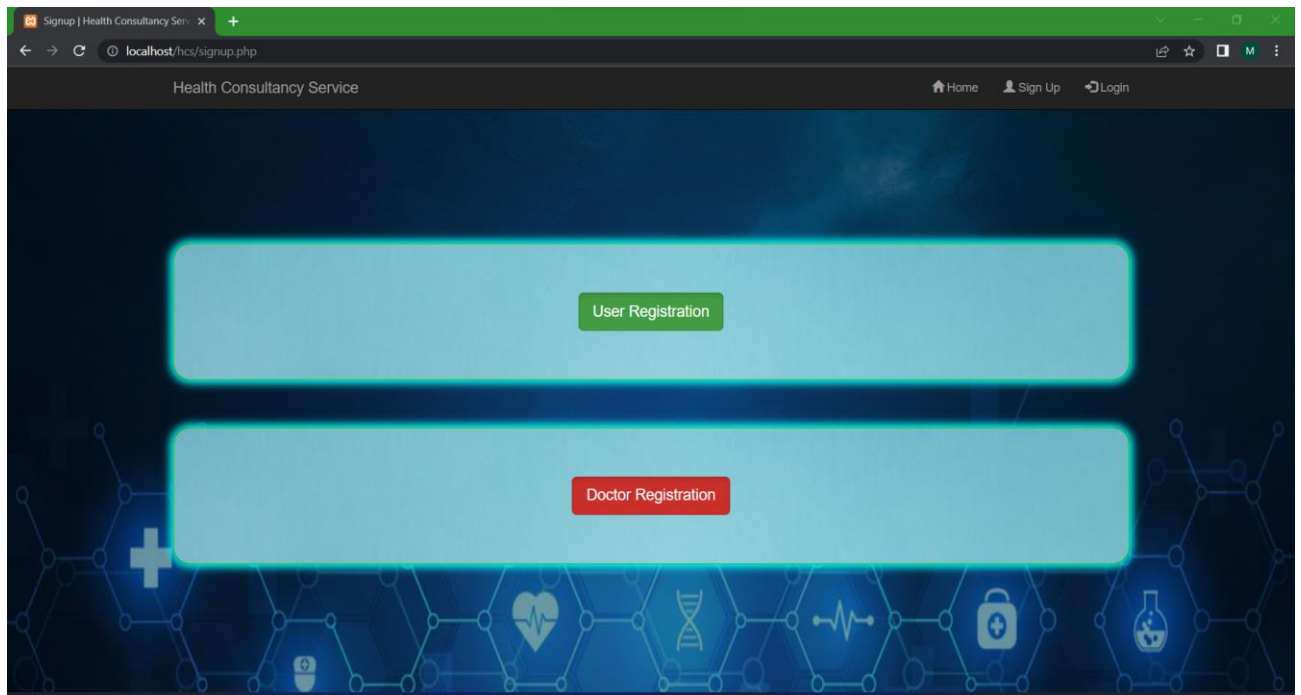 Signup | Health Consultancy Serv
localhost/hcs/signup.php
M
Health Consultancy Service
Home Sign Up Login
User Registration
Doctor Registration